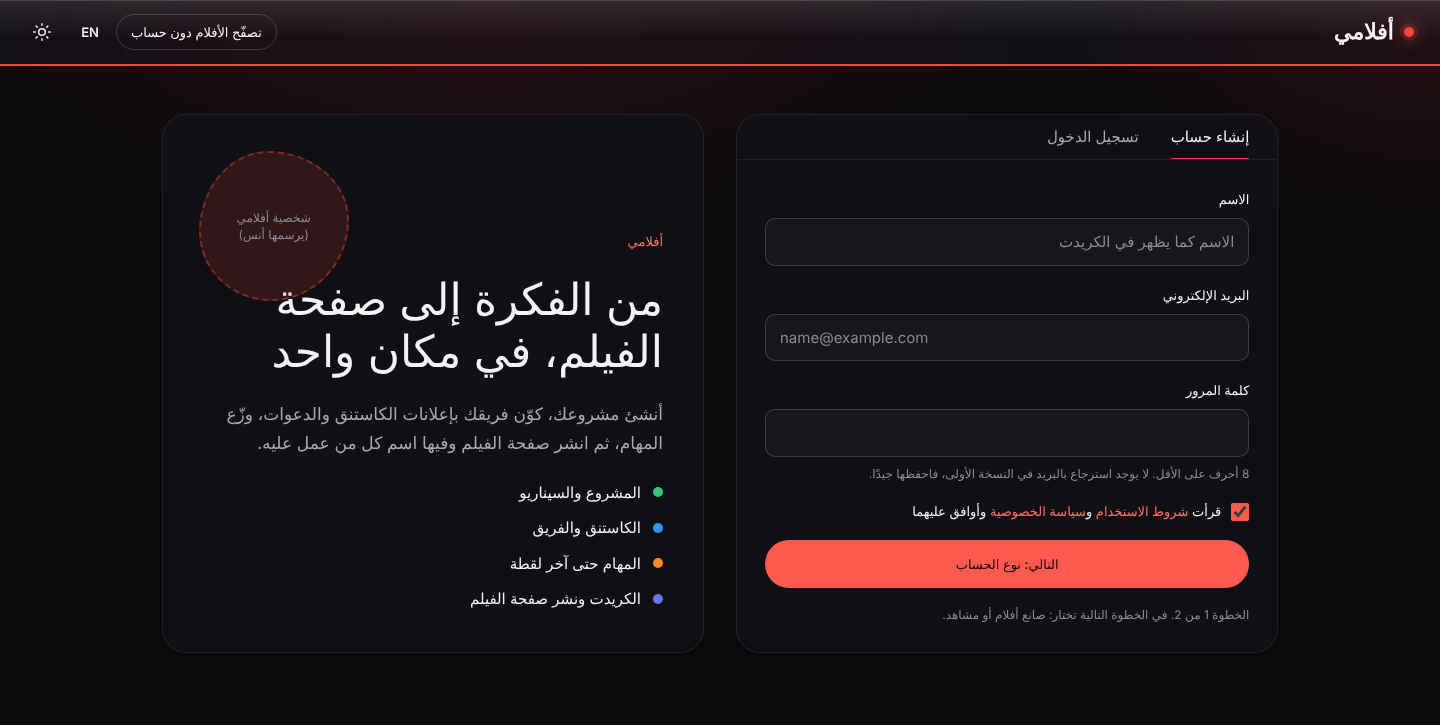 أفلامي
تصفّح الأفلام دون حساب
EN
إنشاء حساب
تسجيل الدخول
الاسم
الاسم كما يظهر في الكريدت
البريد الإلكتروني
name@example.com
كلمة المرور
8 أحرف على الأقل. لا يوجد استرجاع بالبريد في النسخة الأولى، فاحفظها جيدًا.
قرأت شروط الاستخدام وسياسة الخصوصية وأوافق عليهما
التالي: نوع الحساب
الخطوة 1 من 2. في الخطوة التالية تختار: صانع أفلام أو مشاهد.
شخصية أفلامي
(يرسمها أنس)
أفلامي
من الفكرة إلى صفحة
الفيلم، في مكان واحد
أنشئ مشروعك، كوّن فريقك بإعلانات الكاستنق والدعوات، وزّع
المهام، ثم انشر صفحة الفيلم وفيها اسم كل من عمل عليه.
المشروع والسيناريو
الكاستنق والفريق
المهام حتى آخر لقطة
الكريدت ونشر صفحة الفيلم